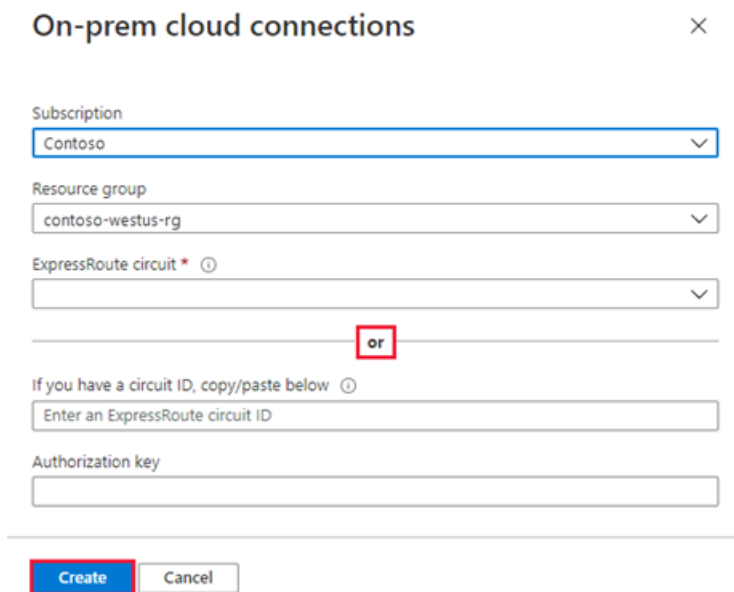 On-prem cloud connections
Subscription
Contoso
Resource group
contoso-westus-rg
ExpressRoute circuit *
or
If you have a circuit ID, copy/paste below
Enter an ExpressRoute circuit ID
Authorization key
Create Cancel